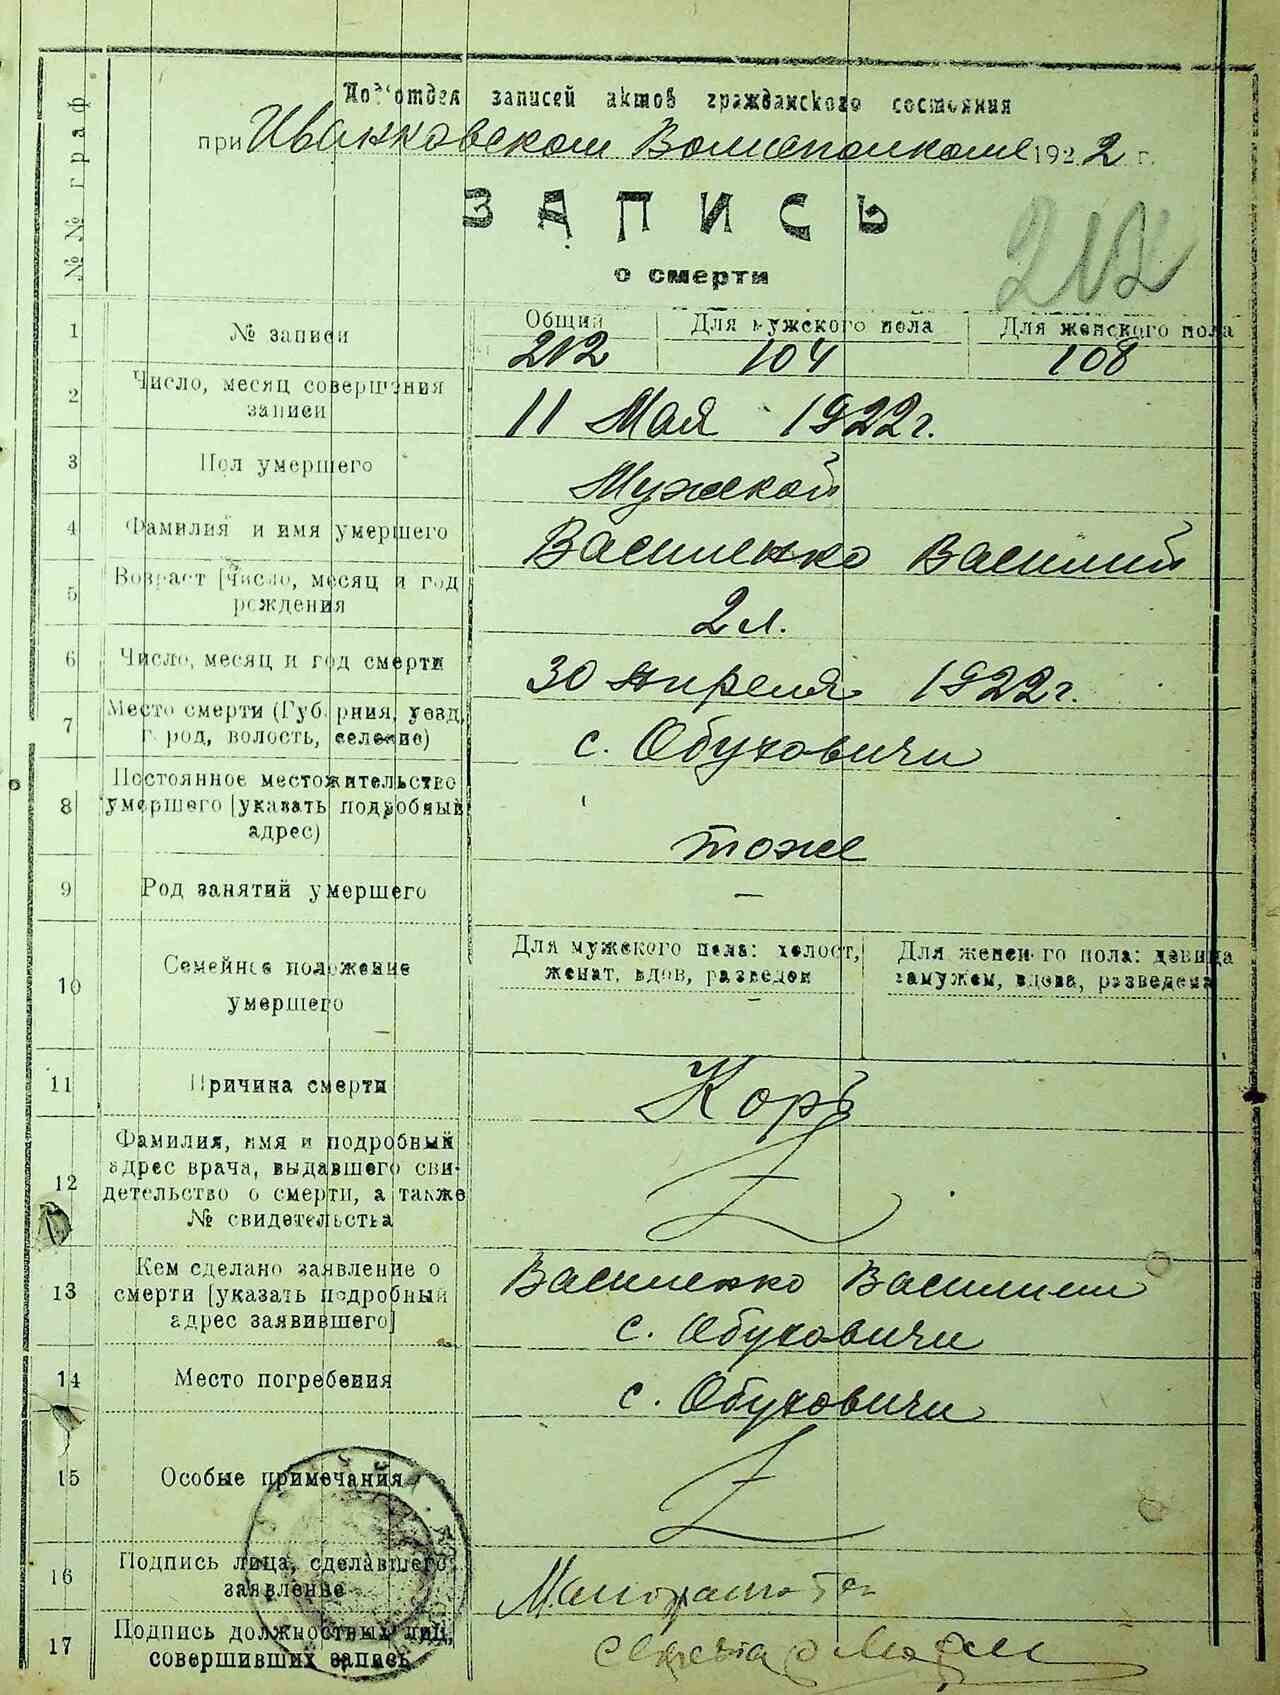 №№ граф
Под'отдел записей актов гражданского состояния
при Иванковском Волисполкоме 1922 г.
ЗАПИСЬ
о смерти
212
1 № записи Общий Для мужского пола Для женского пола
212 104 108
2 Число, месяц совершения
записи
11 Мая 1922 г.
3 Пол умершего
Мужской
4 Фамилия и имя умершего
Василенко Василий
5 Возраст [число, месяц и год
рождения
2 л.
6 Число, месяц и год смерти
30 Апреля 1922 г.
7 Место смерти (Губерния, уезд,
город, волость, селение)
с. Обуховичи
8 Постоянное местожительство
умершего [указать подробный
адрес)
тоже
9 Род занятий умершего
—
10 Семейное положение
умершего
Для мужского пола: холост,
женат, вдов, разведен
Для женского пола: девица
замужем, вдова, разведена
–
11 Причина смерти
Корь
12 Фамилия, имя и подробный
адрес врача, выдавшего сви-
детельство о смерти, а также
№ свидетельства
13 Кем сделано заявление о
смерти [указать подробный
адрес заявившего]
Василенко Василием
с. Обуховичи
14 Место погребения
с. Обуховичи
15 Особые примечания
16 Подпись лица, сделавшего
заявление
17 Подпись должностных лиц,
совершивших запись